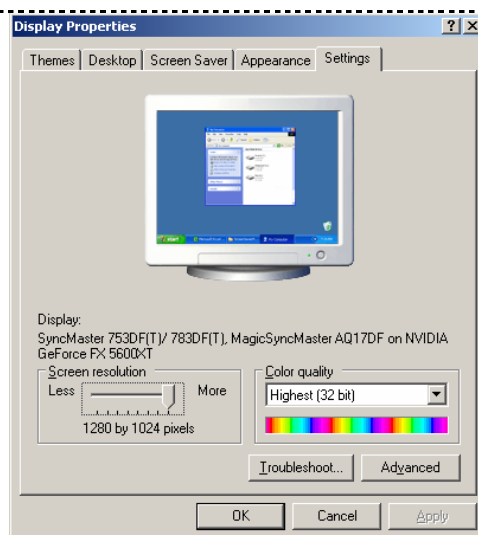 Display Properties
Themes Desktop Screen Saver Appearance Settings
Display:
SyncMaster 753DF(T)/ 783DF(T), MagicSyncMaster AQ17DF on NVIDIA
GeForce FX 5600XT
Screen resolution
Less More
1280 by 1024 pixels
Color quality
Highest (32 bit)
Troubleshoot... Advanced
OK Cancel Apply